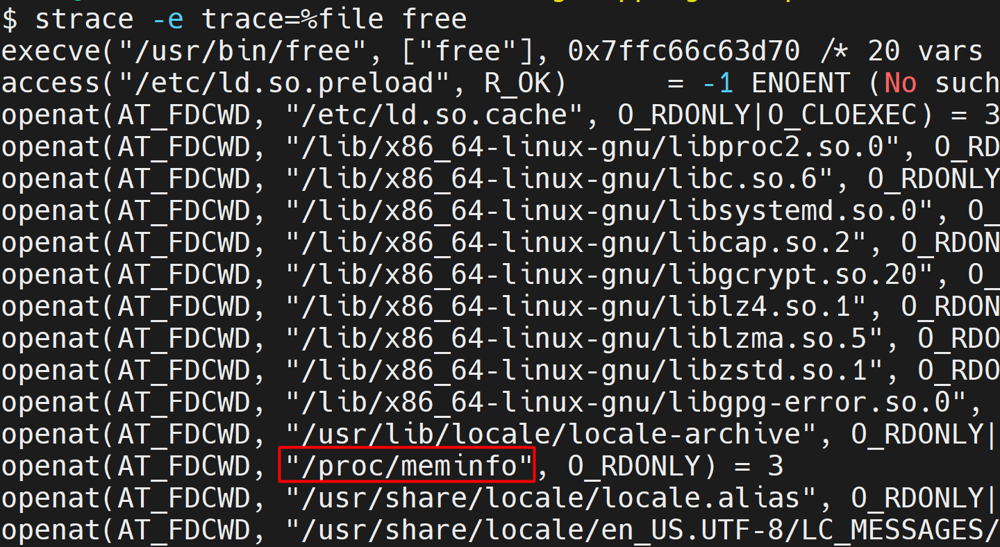 $ strace -e trace=%file free
execve("/usr/bin/free", ["free"], 0x7ffc66c63d70 /* 20 vars
access("/etc/ld.so.preload", R_OK)      = -1 ENOENT (No such
openat(AT_FDCWD, "/etc/ld.so.cache", O_RDONLY|O_CLOEXEC) = 3
openat(AT_FDCWD, "/lib/x86_64-linux-gnu/libproc2.so.0", O_RD
openat(AT_FDCWD, "/lib/x86_64-linux-gnu/libc.so.6", O_RDONLY
openat(AT_FDCWD, "/lib/x86_64-linux-gnu/libsystemd.so.0", O_
openat(AT_FDCWD, "/lib/x86_64-linux-gnu/libcap.so.2", O_RDON
openat(AT_FDCWD, "/lib/x86_64-linux-gnu/libgcrypt.so.20", O_
openat(AT_FDCWD, "/lib/x86_64-linux-gnu/liblz4.so.1", O_RDON
openat(AT_FDCWD, "/lib/x86_64-linux-gnu/liblzma.so.5", O_RDO
openat(AT_FDCWD, "/lib/x86_64-linux-gnu/libzstd.so.1", O_RDO
openat(AT_FDCWD, "/lib/x86_64-linux-gnu/libgpg-error.so.0",
openat(AT_FDCWD, "/usr/lib/locale/locale-archive", O_RDONLY|
openat(AT_FDCWD, "/proc/meminfo", O_RDONLY) = 3
openat(AT_FDCWD, "/usr/share/locale/locale.alias", O_RDONLY|
openat(AT_FDCWD, "/usr/share/locale/en_US.UTF-8/LC_MESSAGES/